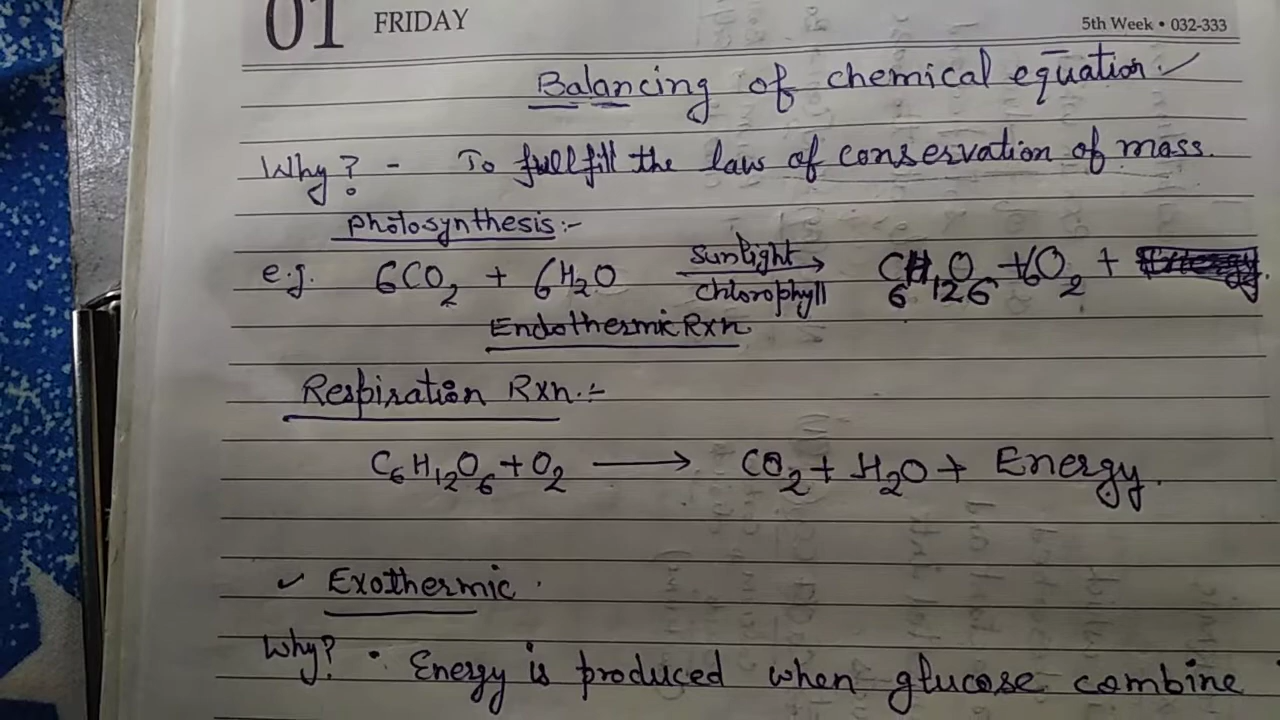 01 FRIDAY 5th Week • 032-333
Balancing of chemical equation ✓
Why? - To fullfill the law of conservation of mass.
Photosynthesis:-
e.g. 6CO₂ + 6H₂O sunlight → chlorophyll C₆H₁₂O₆ + 6O₂ +
Endothermic Rxn
Respiration Rxn.:-
C₆H₁₂O₆ + O₂ → CO₂ + H₂O + Energy.
✓ Exothermic.
Why? • Energy is produced when glucose combine